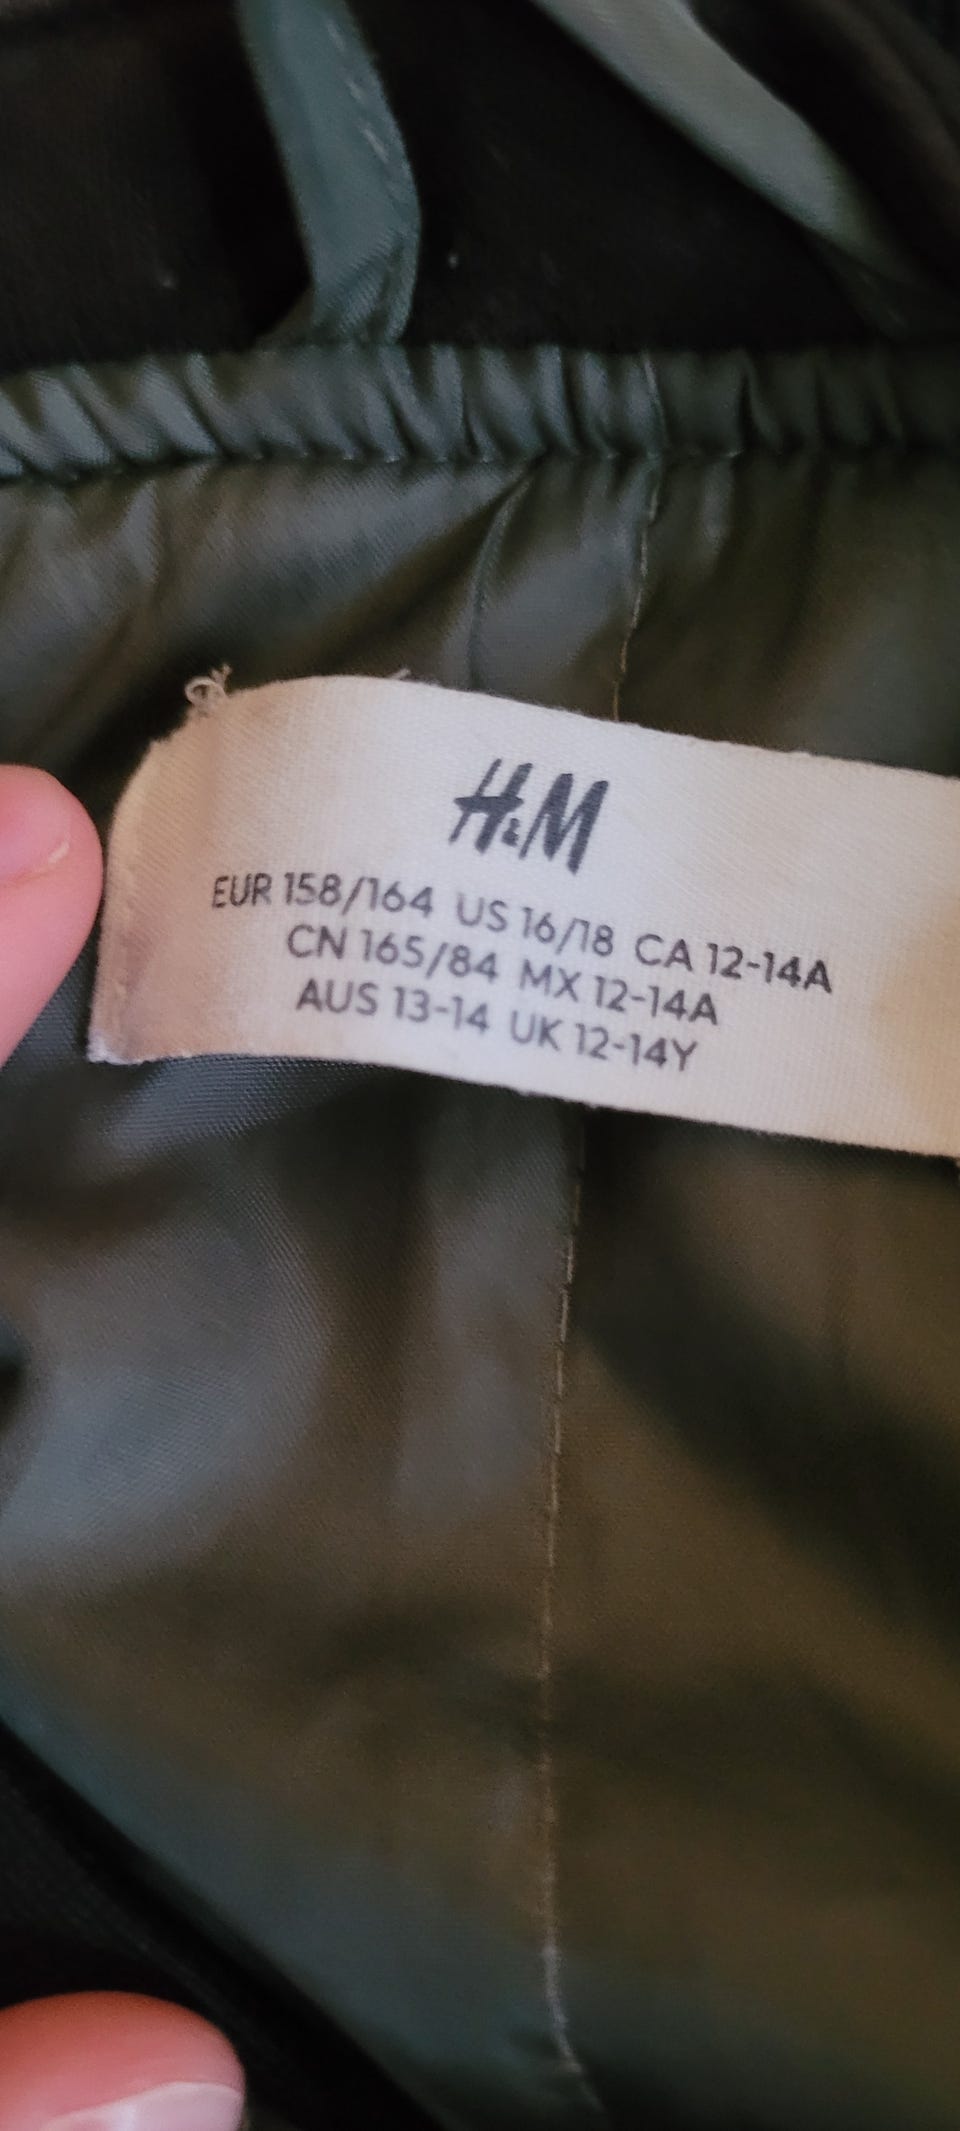 H&M
EUR 158/164 US 16/18 CA 12-14A
CN 165/84 MX 12-14A
AUS 13-14 UK 12-14Y